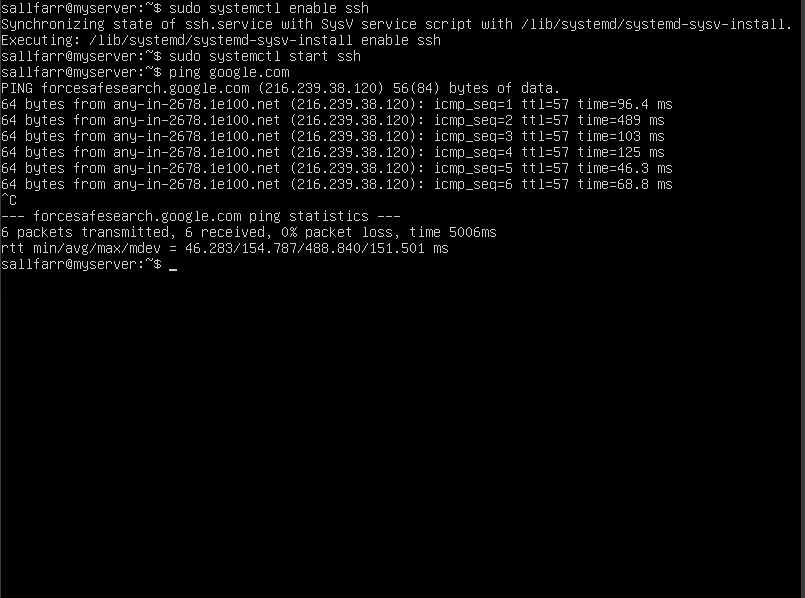 sallfarr@myserver:~$ sudo systemctl enable ssh
Synchronizing state of ssh.service with SysV service script with /lib/systemd/systemd-sysv-install.
Executing: /lib/systemd/systemd-sysv-install enable ssh
sallfarr@myserver:~$ sudo systemctl start ssh
sallfarr@myserver:~$ ping google.com
PING forcesafesearch.google.com (216.239.38.120) 56(84) bytes of data.
64 bytes from any-in-2678.1e100.net (216.239.38.120): icmp_seq=1 ttl=57 time=96.4 ms
64 bytes from any-in-2678.1e100.net (216.239.38.120): icmp_seq=2 ttl=57 time=489 ms
64 bytes from any-in-2678.1e100.net (216.239.38.120): icmp_seq=3 ttl=57 time=103 ms
64 bytes from any-in-2678.1e100.net (216.239.38.120): icmp_seq=4 ttl=57 time=125 ms
64 bytes from any-in-2678.1e100.net (216.239.38.120): icmp_seq=5 ttl=57 time=46.3 ms
64 bytes from any-in-2678.1e100.net (216.239.38.120): icmp_seq=6 ttl=57 time=68.8 ms
^C
--- forcesafesearch.google.com ping statistics ---
6 packets transmitted, 6 received, 0% packet loss, time 5006ms
rtt min/avg/max/mdev = 46.283/154.787/488.840/151.501 ms
sallfarr@myserver:~$ _